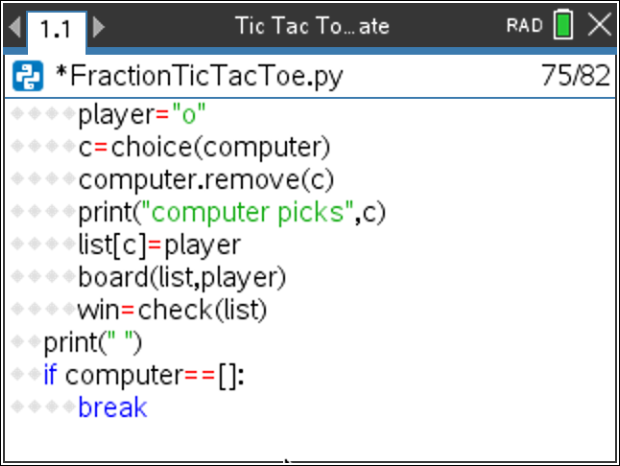 1.1 Tic Tac To…ate RAD
*FractionTicTacToe.py 75/82
player="o"
c=choice(computer)
computer.remove(c)
print("computer picks",c)
list[c]=player
board(list,player)
win=check(list)
print(" ")
if computer==[]:
break